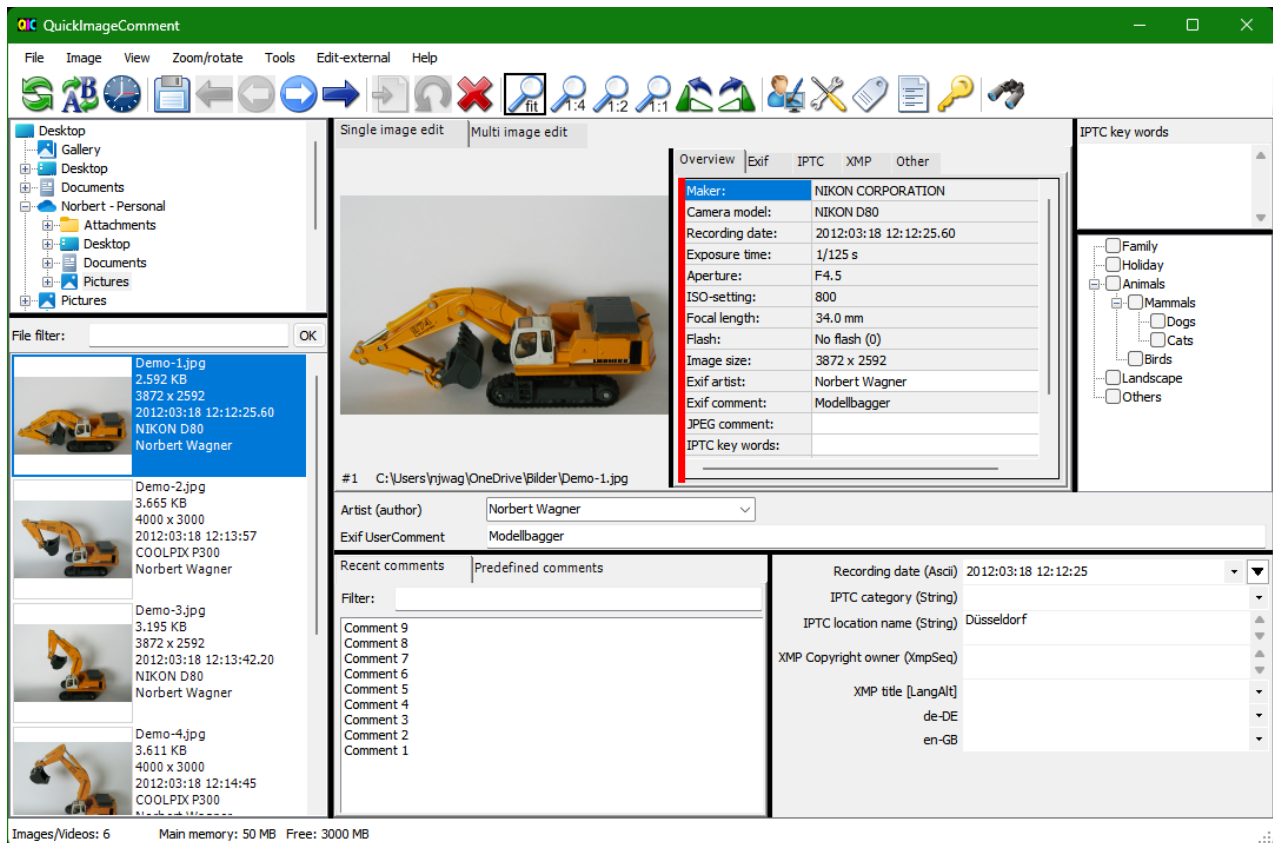 QIC QuickImageComment
File Image View Zoom/rotate Tools Edit-external Help
AB fit 1:4 1:2 1:1
Desktop
Gallery
Desktop
Documents
Norbert - Personal
Attachments
Desktop
Documents
Pictures
Pictures
File filter: OK
Demo-1.jpg
2.592 KB
3872 x 2592
2012:03:18 12:12:25.60
NIKON D80
Norbert Wagner
Demo-2.jpg
3.665 KB
4000 x 3000
2012:03:18 12:13:57
COOLPIX P300
Norbert Wagner
Demo-3.jpg
3.195 KB
3872 x 2592
2012:03:18 12:13:42.20
NIKON D80
Norbert Wagner
Demo-4.jpg
3.611 KB
4000 x 3000
2012:03:18 12:14:45
COOLPIX P300
Norbert Wagner
Single image edit Multi image edit
LIEBHERR
#1 C:\Users\njwag\OneDrive\Bilder\Demo-1.jpg
Overview Exif IPTC XMP Other
Maker: NIKON CORPORATION
Camera model: NIKON D80
Recording date: 2012:03:18 12:12:25.60
Exposure time: 1/125 s
Aperture: F4.5
ISO-setting: 800
Focal length: 34.0 mm
Flash: No flash (0)
Image size: 3872 x 2592
Exif artist: Norbert Wagner
Exif comment: Modellbagger
JPEG comment:
IPTC key words:
IPTC key words
Family
Holiday
Animals
Mammals
Dogs
Cats
Birds
Landscape
Others
Artist (author) Norbert Wagner
Exif UserComment Modellbagger
Recent comments Predefined comments
Filter:
Comment 9
Comment 8
Comment 7
Comment 6
Comment 5
Comment 4
Comment 3
Comment 2
Comment 1
Recording date (Ascii) 2012:03:18 12:12:25
IPTC category (String)
IPTC location name (String) Düsseldorf
XMP Copyright owner (XmpSeq)
XMP title [LangAlt]
de-DE
en-GB
Images/Videos: 6 Main memory: 50 MB Free: 3000 MB